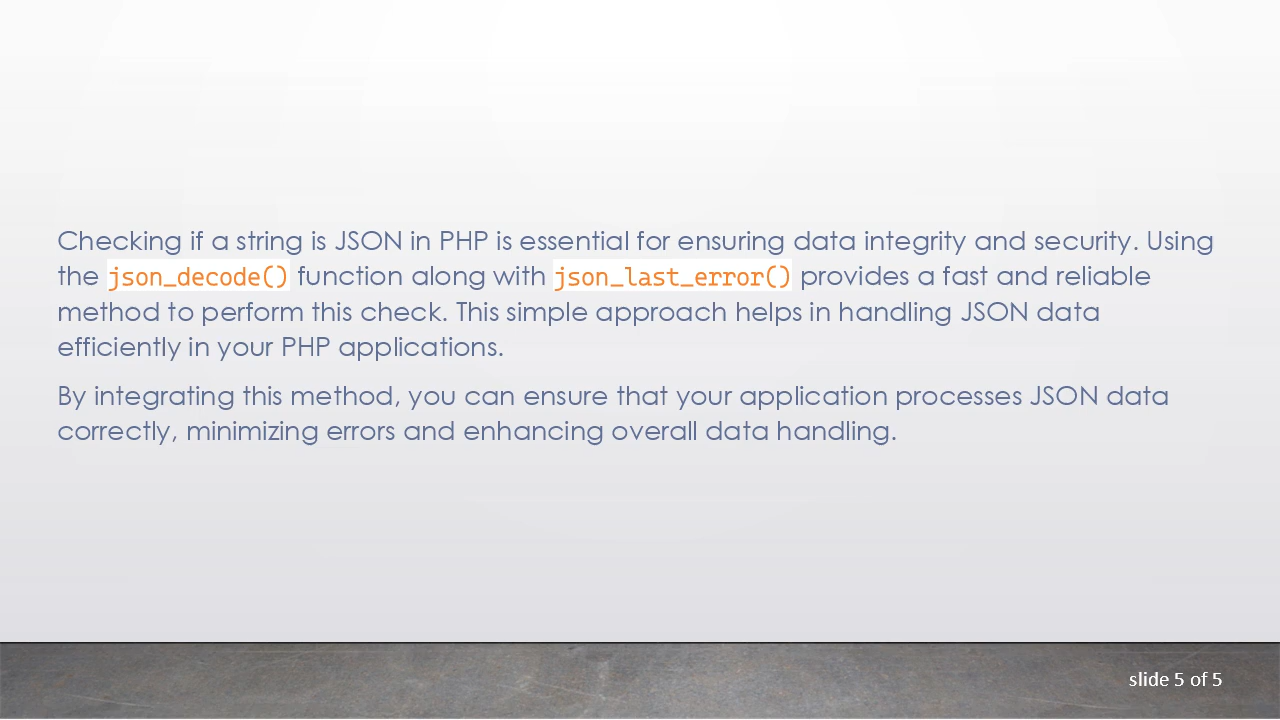 Checking if a string is JSON in PHP is essential for ensuring data integrity and security. Using
the json_decode() function along with json_last_error() provides a fast and reliable
method to perform this check. This simple approach helps in handling JSON data
efficiently in your PHP applications.
By integrating this method, you can ensure that your application processes JSON data
correctly, minimizing errors and enhancing overall data handling.
slide 5 of 5